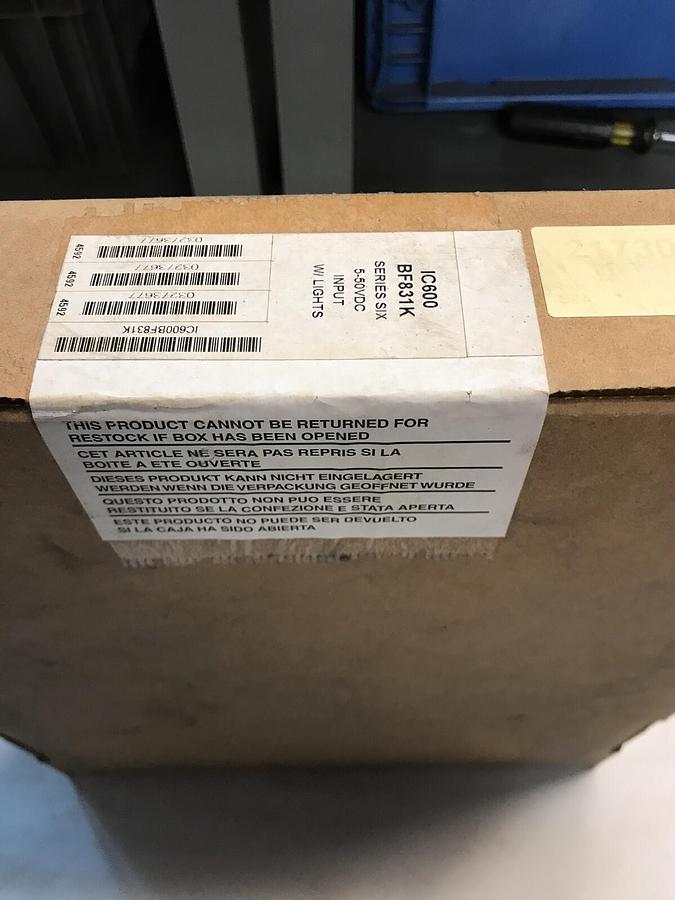 4592
03273677
4592
03273677
4592
03273677
IC600BF831K
IC600
BF831K
SERIES SIX
5-50VDC
INPUT
W/ LIGHTS
THIS PRODUCT CANNOT BE RETURNED FOR
RESTOCK IF BOX HAS BEEN OPENED
CET ARTICLE NE SERA PAS REPRIS SI LA
BOITE A ETE OUVERTE
DIESES PRODUKT KANN NICHT EINGELAGERT
WERDEN WENN DIE VERPACKUNG GEOFFNET WURDE
QUESTO PRODOTTO NON PUO ESSERE
RESTITUITO SE LA CONFEZIONE E STATA APERTA
ESTE PRODUCTO NO PUEDE SER DEVUELTO
SI LA CAJA HA SIDO ABIERTA